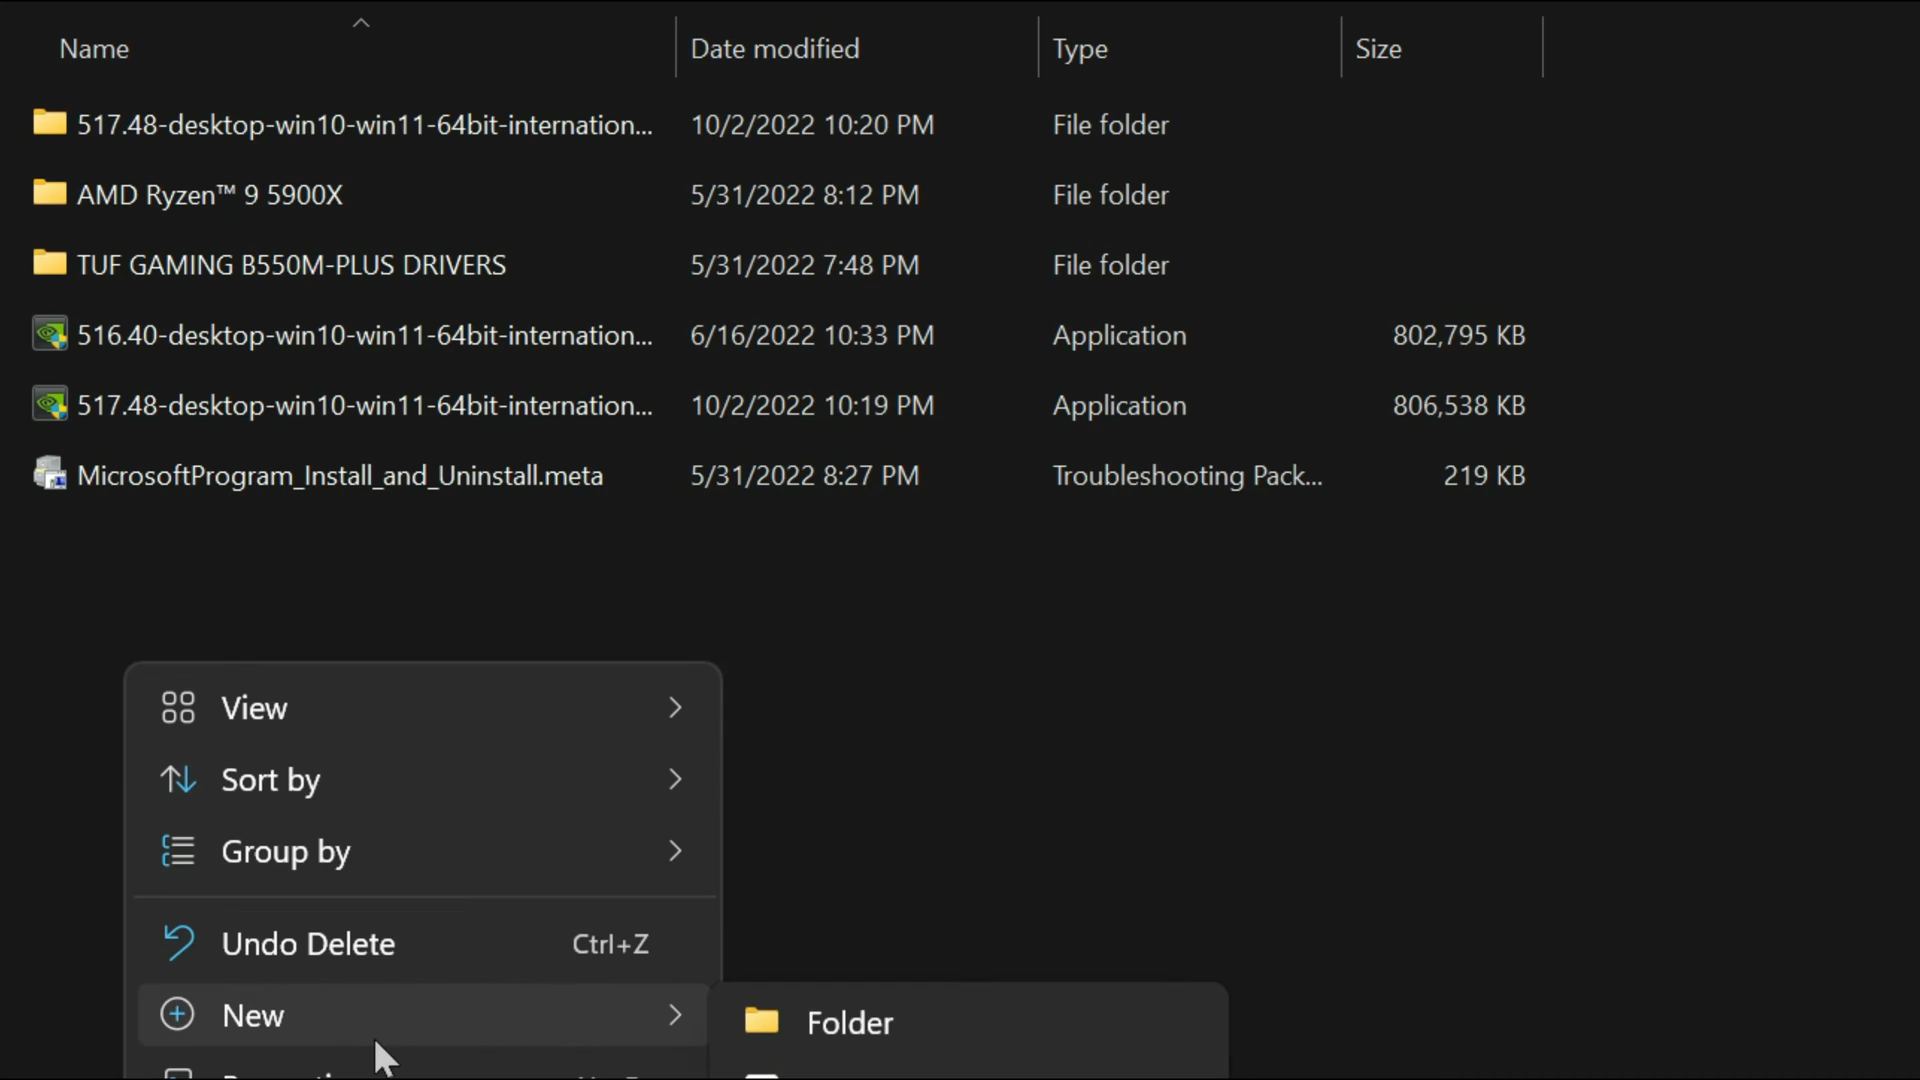 Name Date modified Type Size
517.48-desktop-win10-win11-64bit-internation... 10/2/2022 10:20 PM File folder
AMD Ryzen™ 9 5900X 5/31/2022 8:12 PM File folder
TUF GAMING B550M-PLUS DRIVERS 5/31/2022 7:48 PM File folder
516.40-desktop-win10-win11-64bit-internation... 6/16/2022 10:33 PM Application 802,795 KB
517.48-desktop-win10-win11-64bit-internation... 10/2/2022 10:19 PM Application 806,538 KB
MicrosoftProgram_Install_and_Uninstall.meta 5/31/2022 8:27 PM Troubleshooting Pack... 219 KB
View
Sort by
Group by
Undo Delete Ctrl+Z
New
Folder